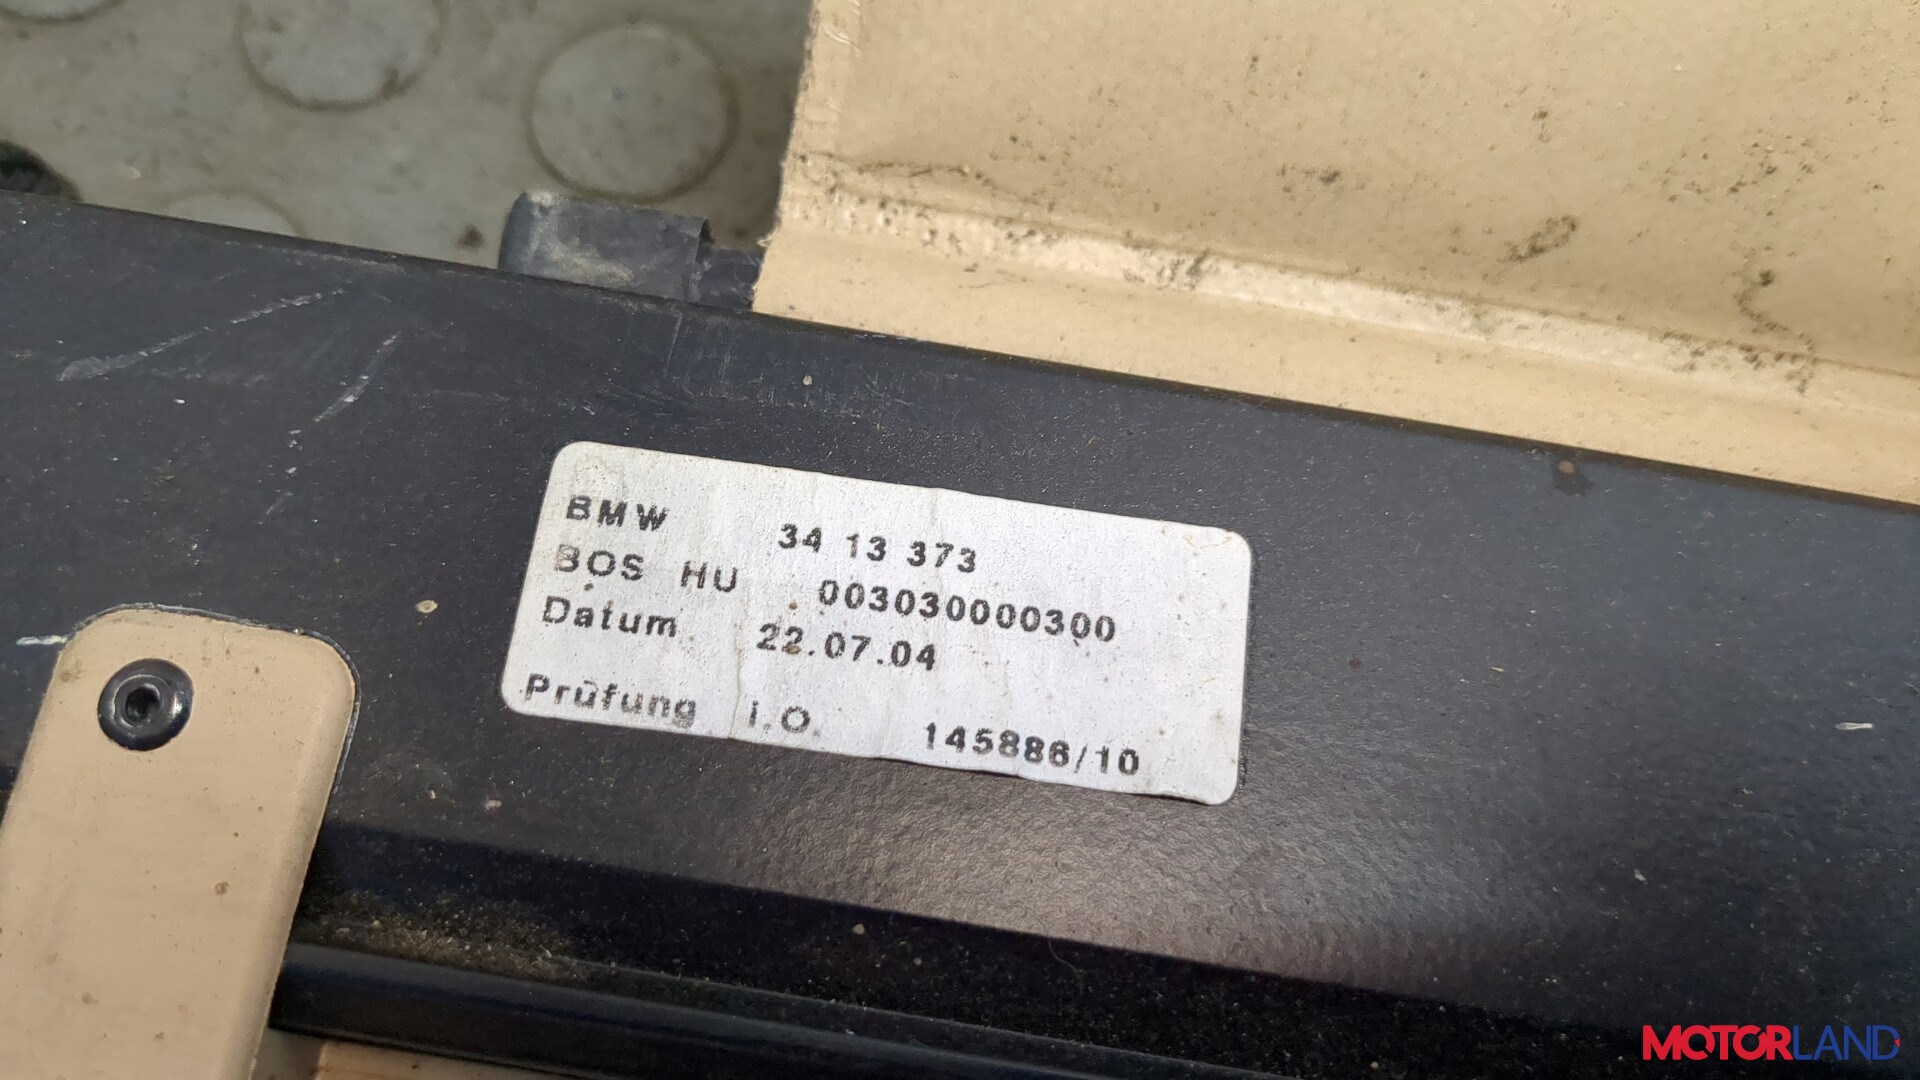 BMW 34 13 373
BOS HU 003030000300
Datum 22.07.04
Prüfung i.O. 145886/10
MOTORLAND